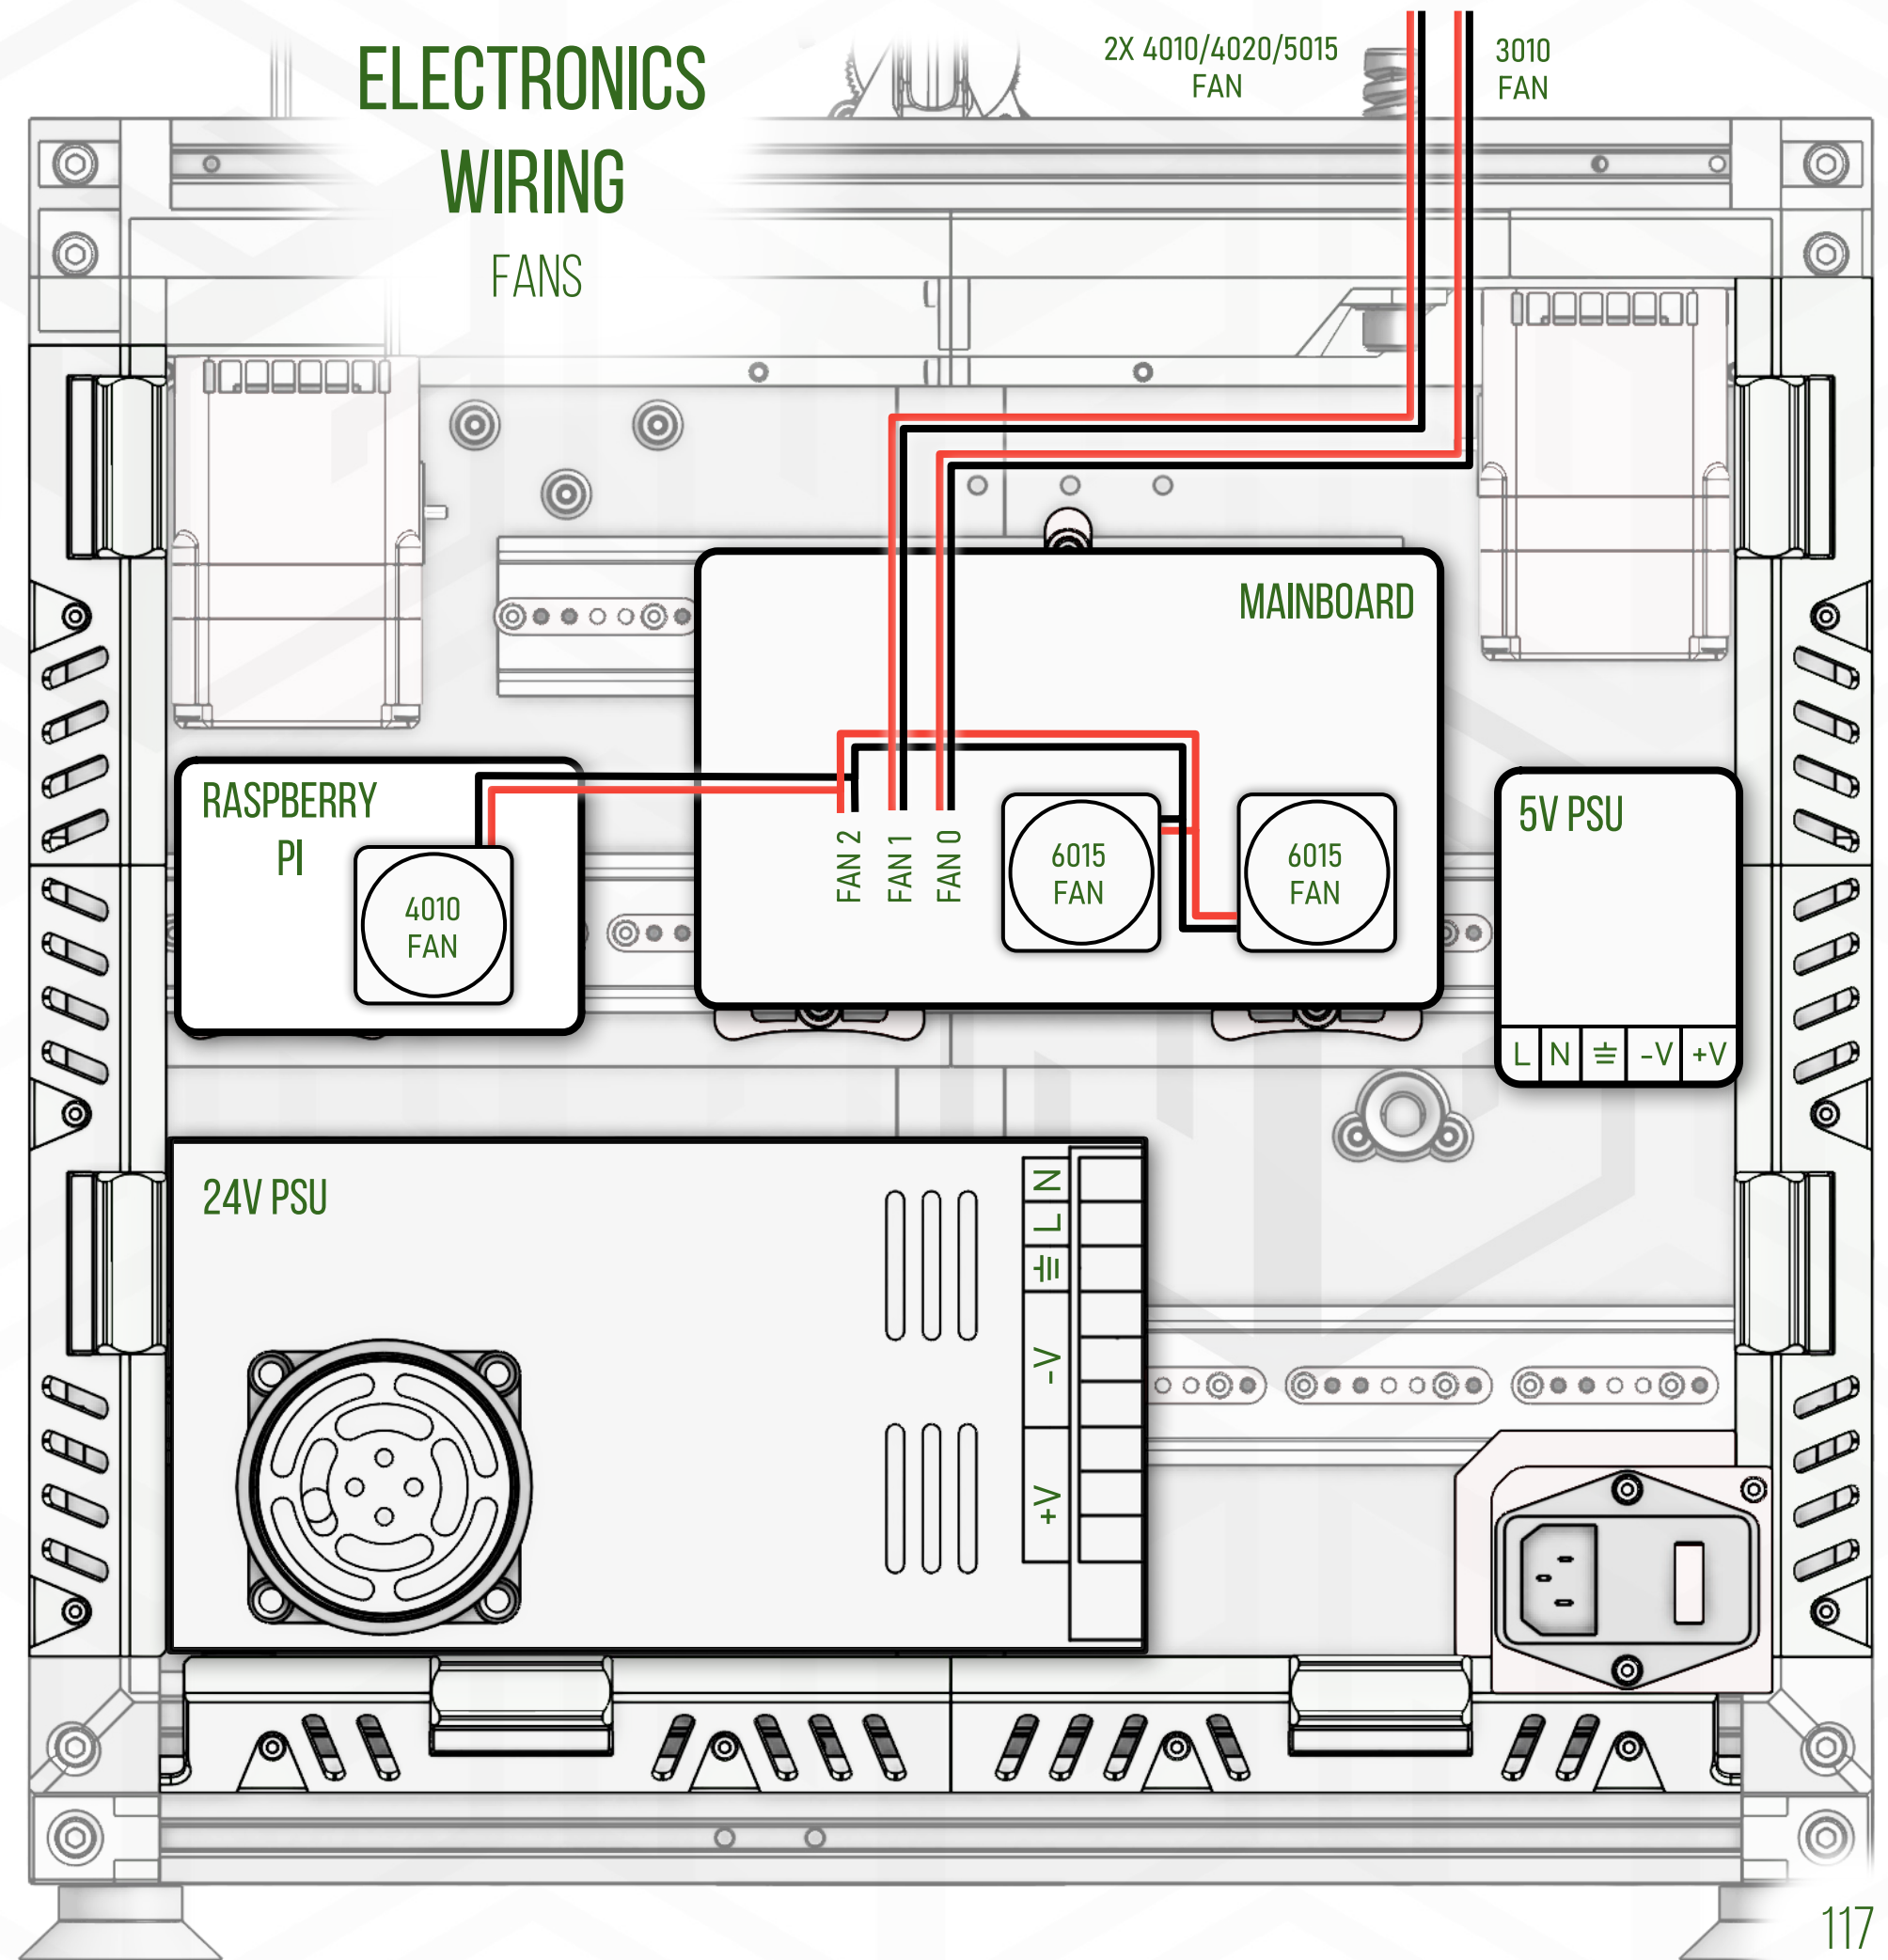 ELECTRONICS
WIRING
FANS
2X 4010/4020/5015
FAN
3010
FAN
MAINBOARD
RASPBERRY
PI
4010
FAN
FAN 2
FAN 1
FAN 0
6015
FAN
6015
FAN
5V PSU
L N ⏚ -V +V
24V PSU
N
L
⏚
-V
+V
117